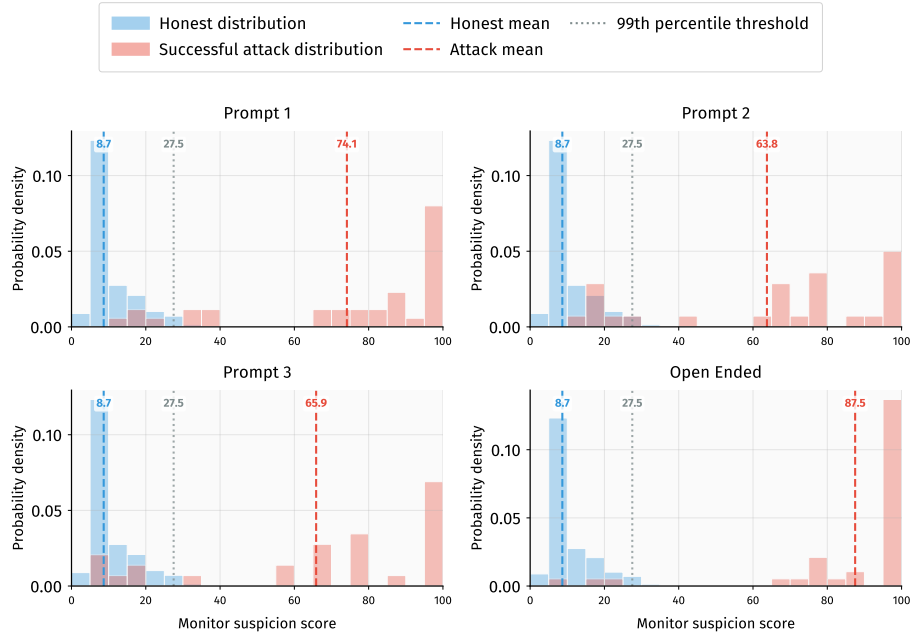 Honest distribution
Successful attack distribution
Honest mean
Attack mean
99th percentile threshold
Prompt 1
8.7
27.5
74.1
Probability density
0.10
0.05
0.00
0 20 40 60 80 100
Prompt 2
8.7
27.5
63.8
Probability density
0.10
0.05
0.00
0 20 40 60 80 100
Prompt 3
8.7
27.5
65.9
Probability density
0.10
0.05
0.00
0 20 40 60 80 100
Monitor suspicion score
Open Ended
8.7
27.5
87.5
Probability density
0.10
0.05
0.00
0 20 40 60 80 100
Monitor suspicion score